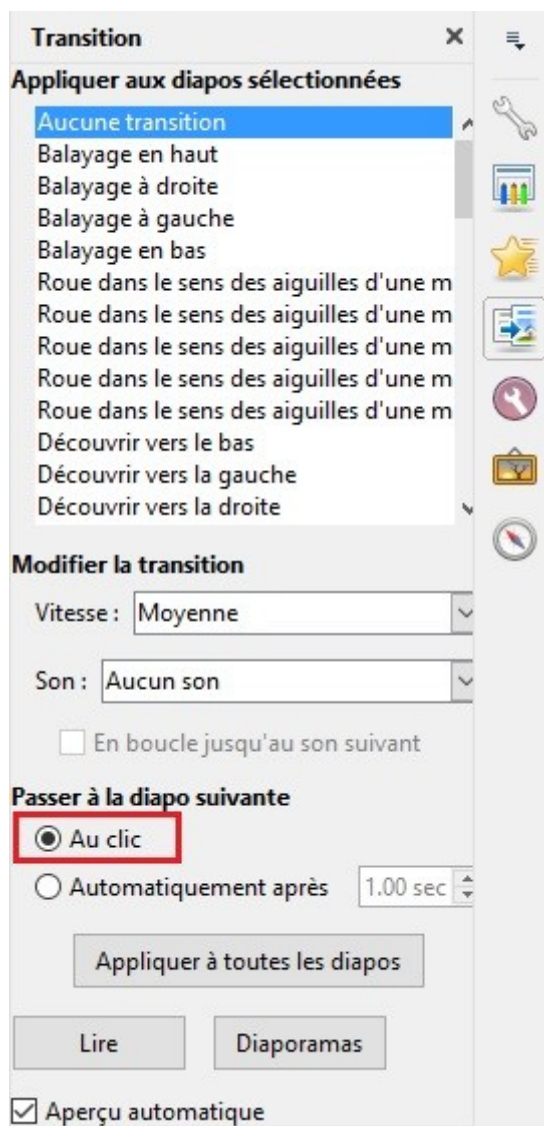 Transition
Appliquer aux diapos sélectionnées
Aucune transition
Balayage en haut
Balayage à droite
Balayage à gauche
Balayage en bas
Roue dans le sens des aiguilles d'une m
Roue dans le sens des aiguilles d'une m
Roue dans le sens des aiguilles d'une m
Roue dans le sens des aiguilles d'une m
Roue dans le sens des aiguilles d'une m
Découvrir vers le bas
Découvrir vers la gauche
Découvrir vers la droite
Modifier la transition
Vitesse : Moyenne
Son : Aucun son
En boucle jusqu'au son suivant
Passer à la diapo suivante
Au clic
Automatiquement après 1.00 sec
Appliquer à toutes les diapos
Lire Diaporamas
Aperçu automatique